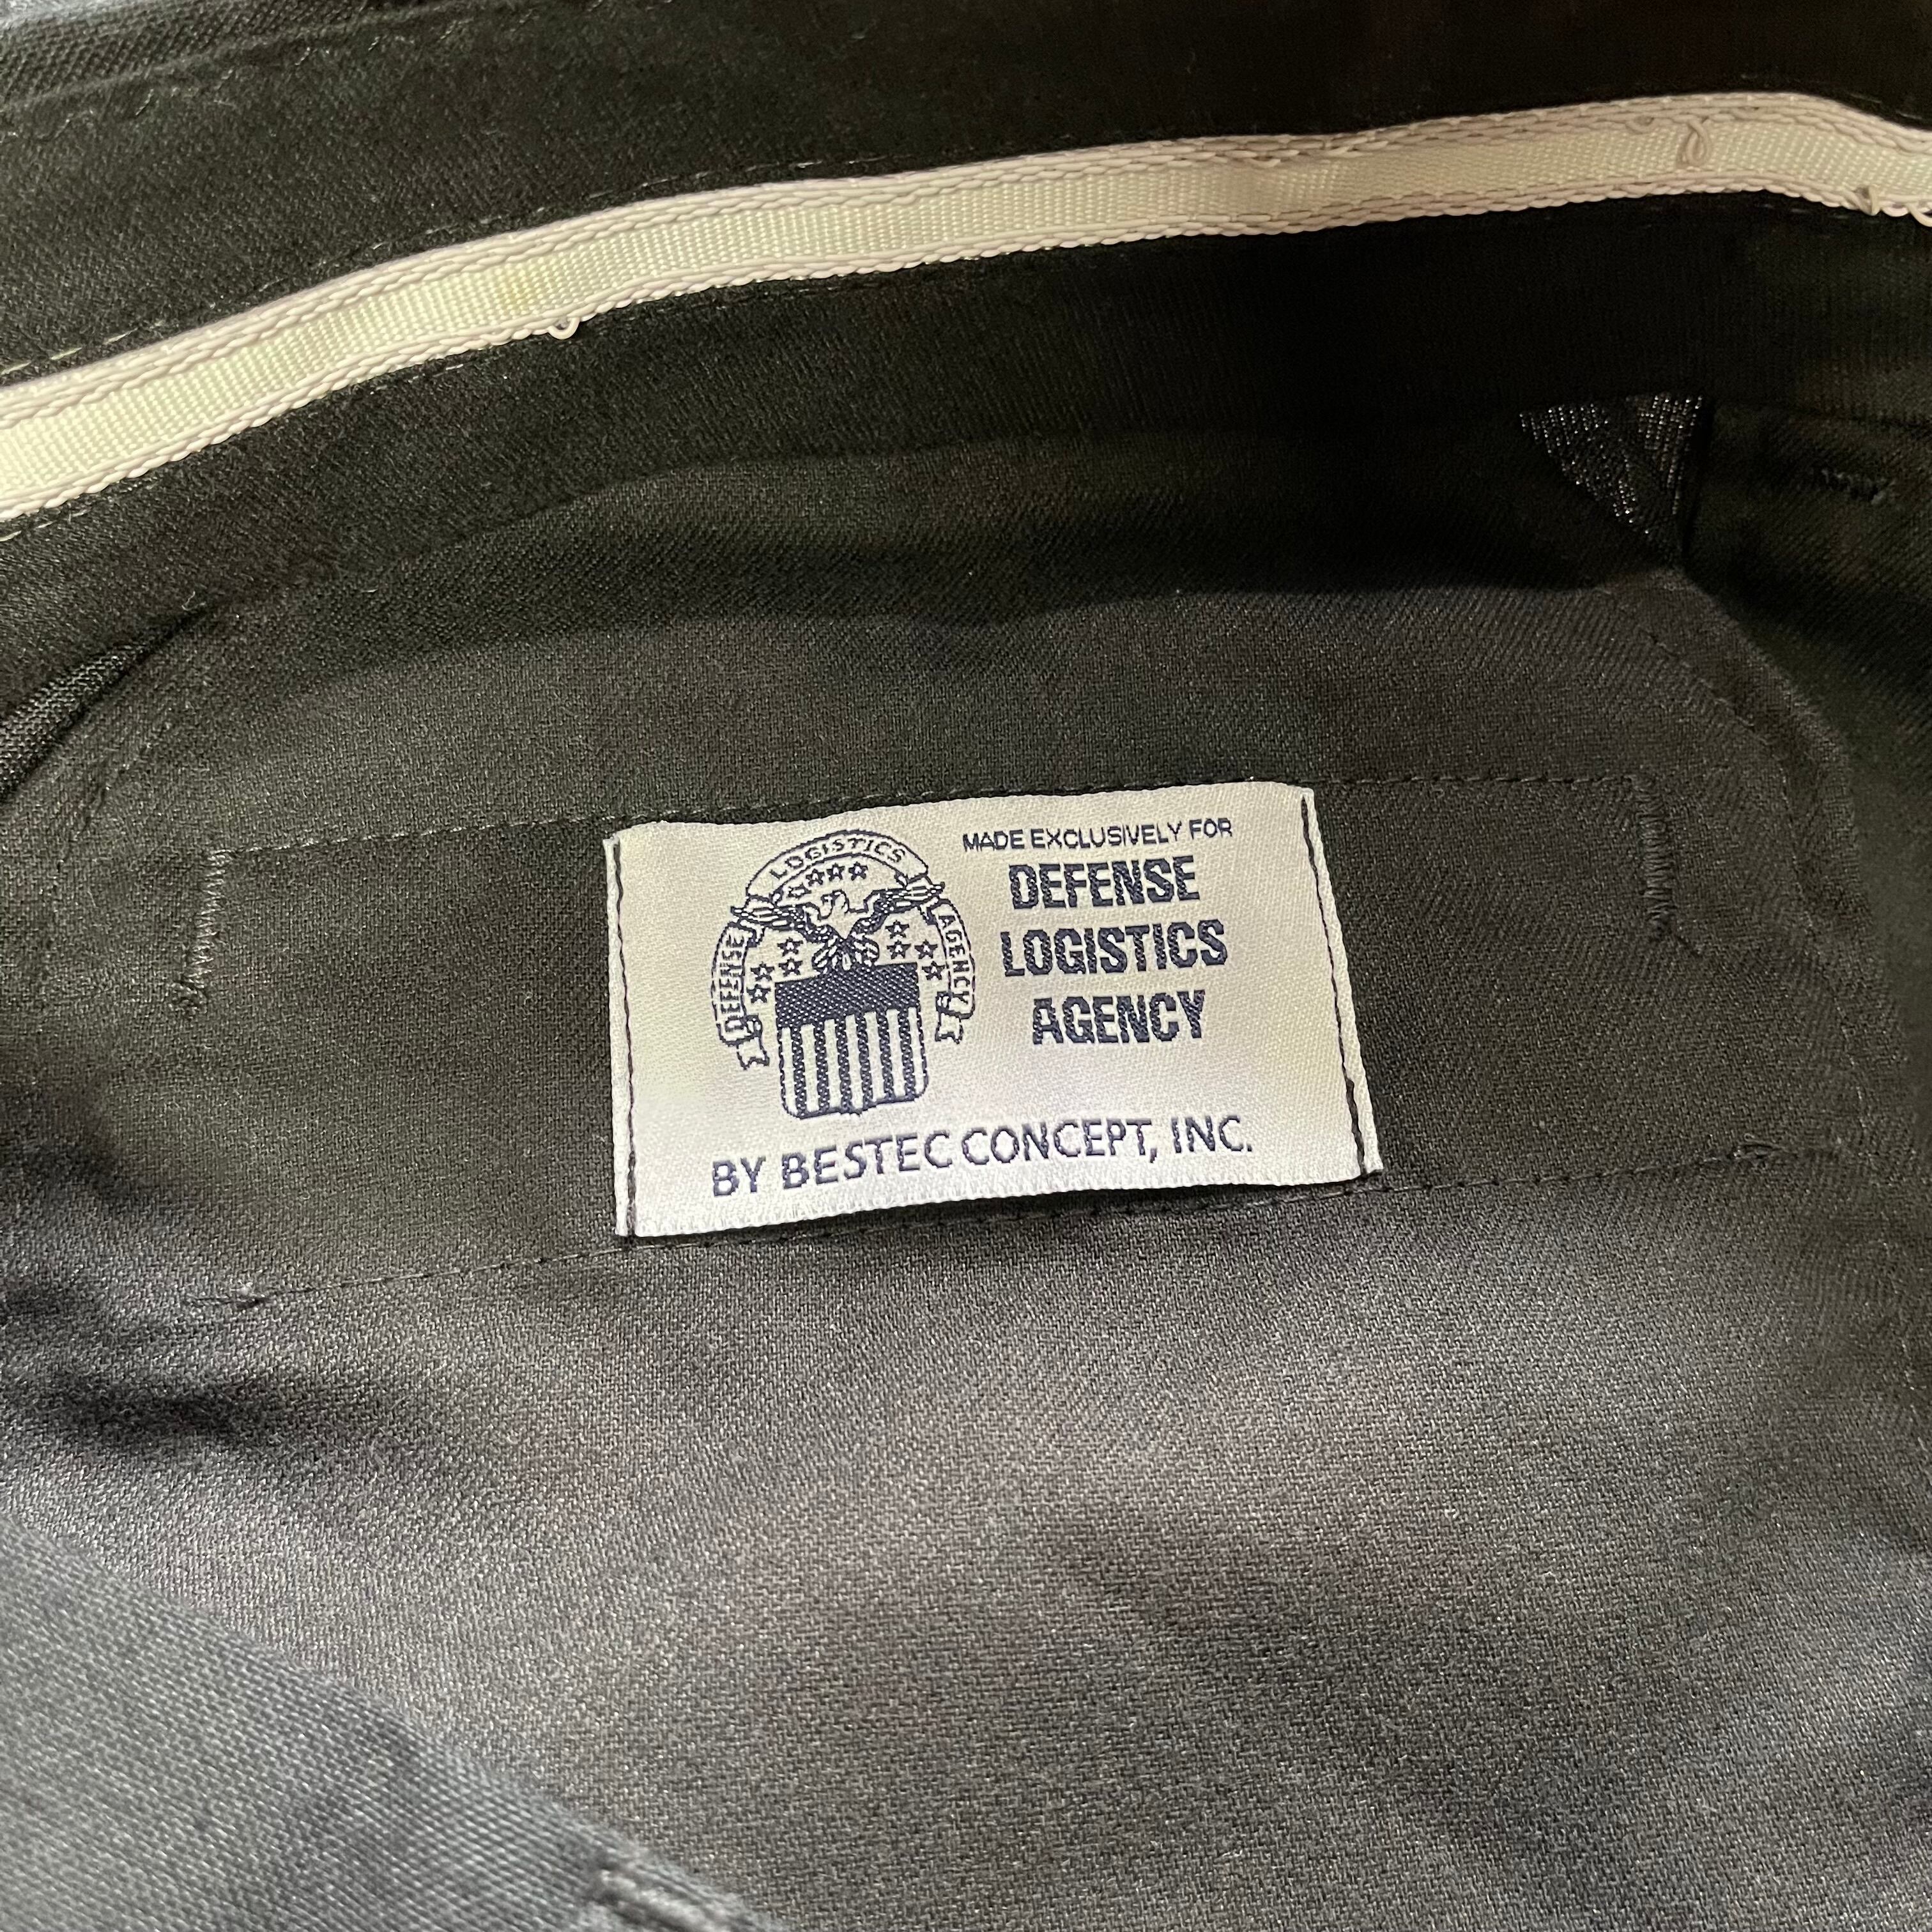 LOGISTICS
DEFENSE
AGENCY
MADE EXCLUSIVELY FOR
DEFENSE
LOGISTICS
AGENCY
BY BESTEC CONCEPT, INC.